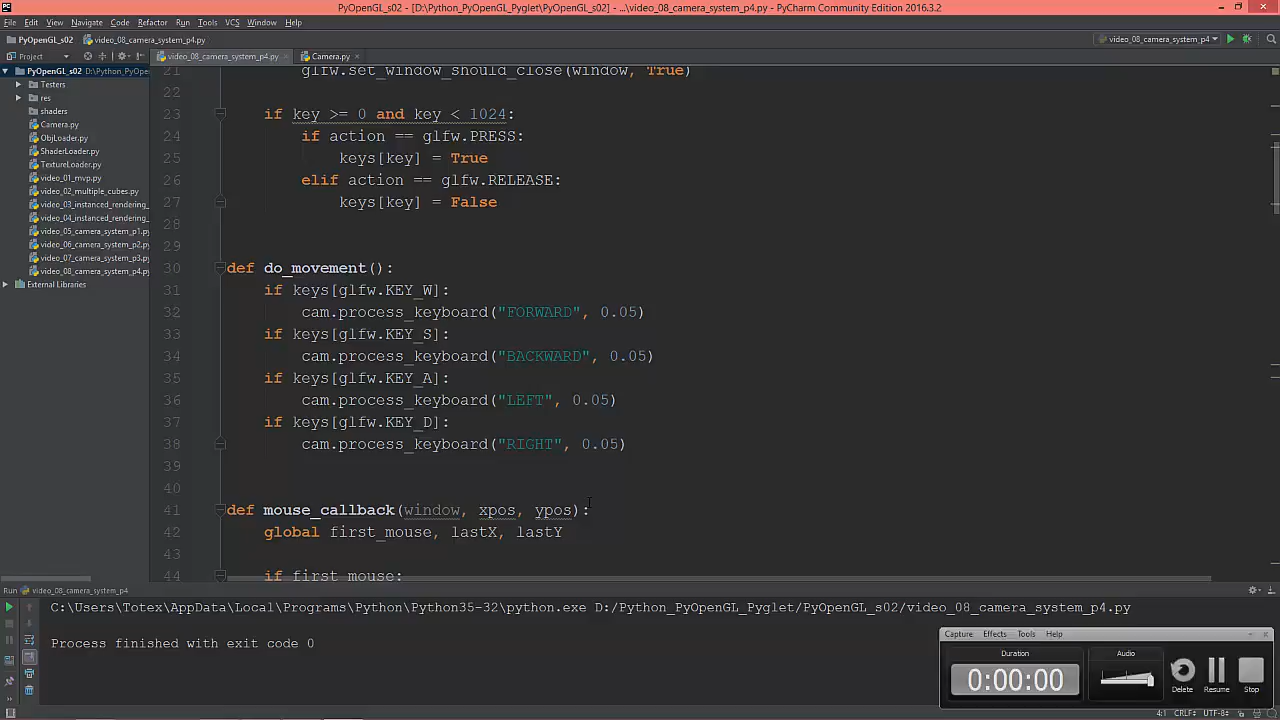 PyOpenGL_s02 - [D:\Python_PyOpenGL_Pyglet\PyOpenGL_s02] - ...\video_08_camera_system_p4.py - PyCharm Community Edition 2016.3.2
File Edit View Navigate Code Refactor Run Tools VCS Window Help
PyOpenGL_s02 video_08_camera_system_p4.py
video_08_camera_system_p4
Project
video_08_camera_system_p4.py Camera.py
PyOpenGL_s02 D:\Python_PyOpe
Testers
res
shaders
Camera.py
ObjLoader.py
ShaderLoader.py
TextureLoader.py
video_01_mvp.py
video_02_multiple_cubes.py
video_03_instanced_rendering_
video_04_instanced_rendering_
video_05_camera_system_p1.py
video_06_camera_system_p2.py
video_07_camera_system_p3.py
video_08_camera_system_p4.py
External Libraries
21 glfw.set_window_should_close(window, True)
22
23 if key >= 0 and key < 1024:
24 if action == glfw.PRESS:
25 keys[key] = True
26 elif action == glfw.RELEASE:
27 keys[key] = False
28
29
30 def do_movement():
31 if keys[glfw.KEY_W]:
32 cam.process_keyboard("FORWARD", 0.05)
33 if keys[glfw.KEY_S]:
34 cam.process_keyboard("BACKWARD", 0.05)
35 if keys[glfw.KEY_A]:
36 cam.process_keyboard("LEFT", 0.05)
37 if keys[glfw.KEY_D]:
38 cam.process_keyboard("RIGHT", 0.05)
39
40
41 def mouse_callback(window, xpos, ypos):
42 global first_mouse, lastX, lastY
43
44 if first_mouse:
Run video_08_camera_system_p4
C:\Users\Totex\AppData\Local\Programs\Python\Python35-32\python.exe D:/Python_PyOpenGL_Pyglet/PyOpenGL_s02/video_08_camera_system_p4.py
Process finished with exit code 0
Capture Effects Tools Help
Duration
0:00:00
Audio
Delete Resume Stop
4:1 CRLF÷ UTF-8÷